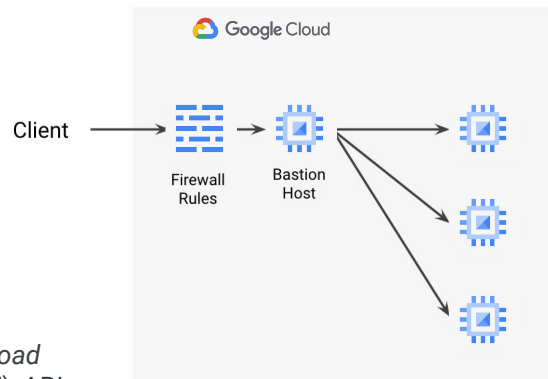 Google Cloud
Client
Firewall
Rules
Bastion
Host
oad